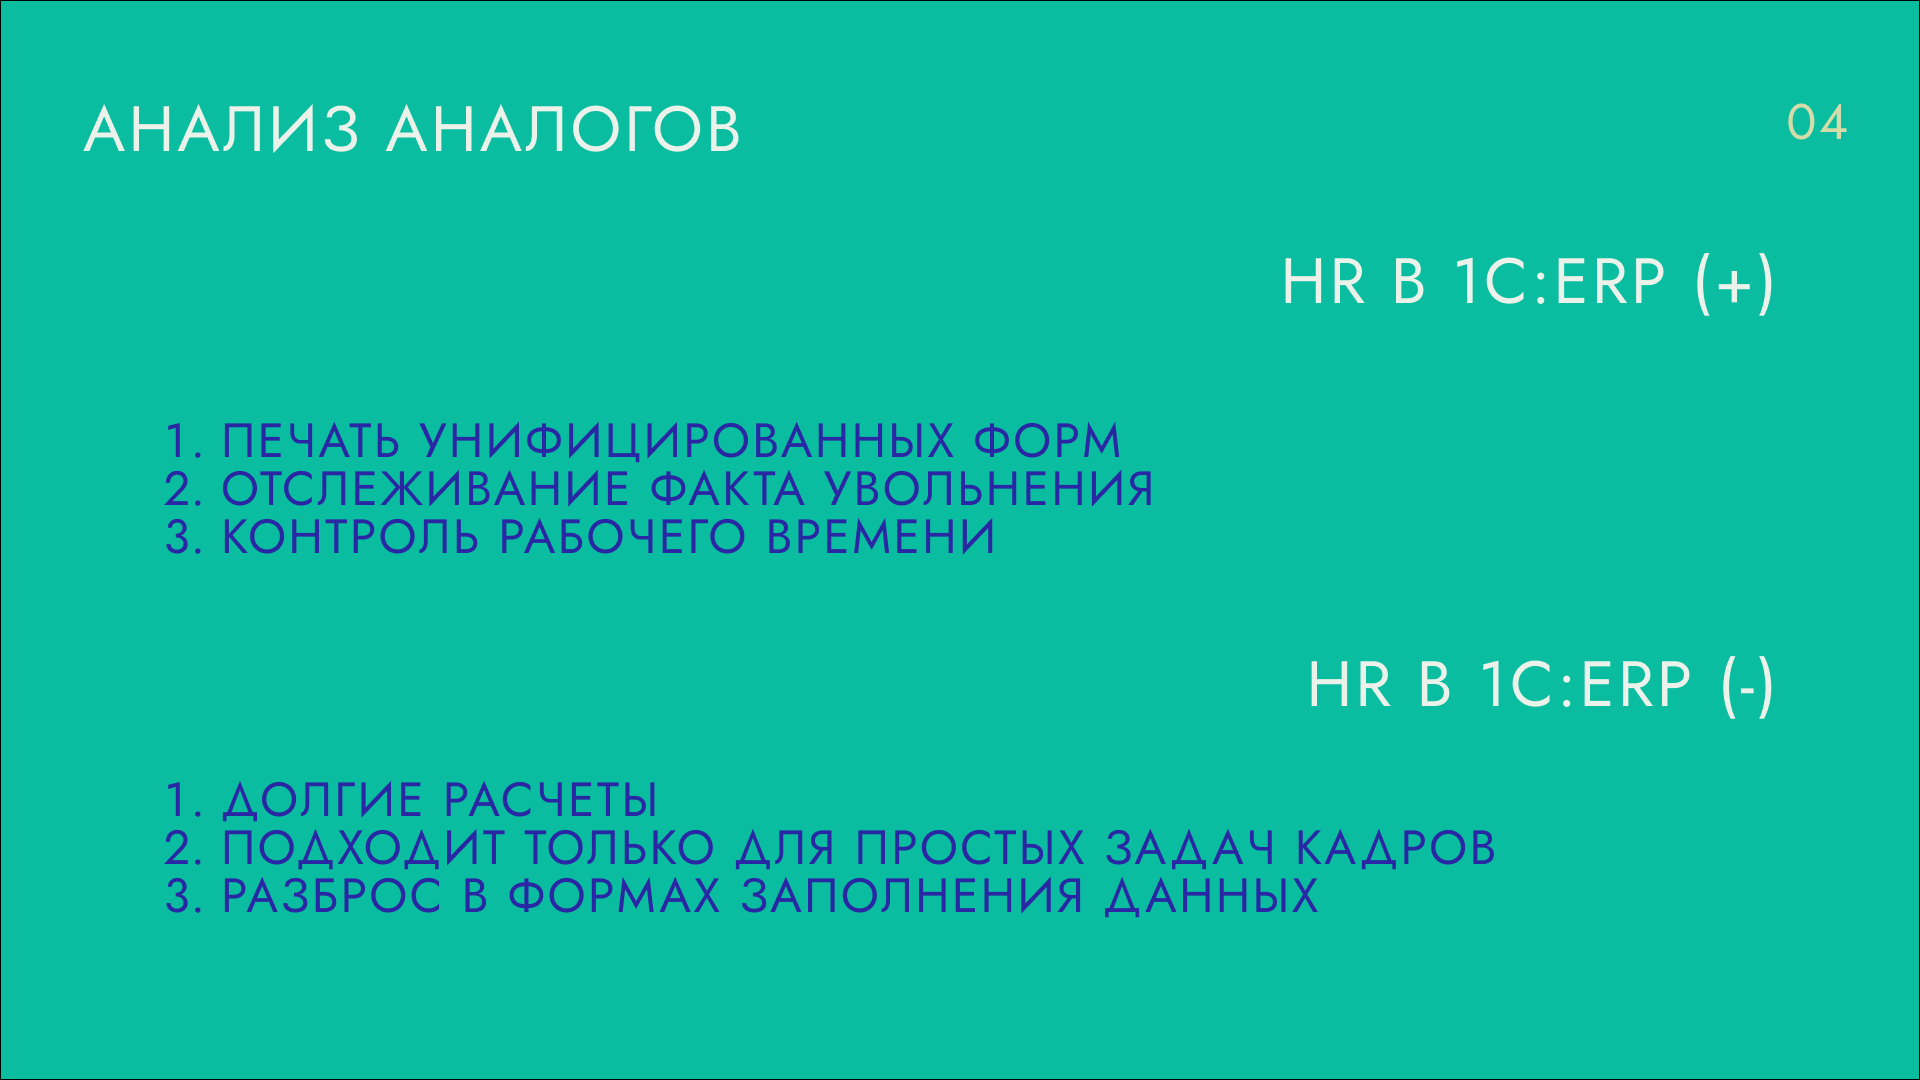 АНАЛИЗ АНАЛОГОВ
04
HR В 1С:ERP (+)
1. ПЕЧАТЬ УНИФИЦИРОВАННЫХ ФОРМ
2. ОТСЛЕЖИВАНИЕ ФАКТА УВОЛЬНЕНИЯ
3. КОНТРОЛЬ РАБОЧЕГО ВРЕМЕНИ
HR В 1С:ERP (-)
1. ДОЛГИЕ РАСЧЕТЫ
2. ПОДХОДИТ ТОЛЬКО ДЛЯ ПРОСТЫХ ЗАДАЧ КАДРОВ
3. РАЗБРОС В ФОРМАХ ЗАПОЛНЕНИЯ ДАННЫХ